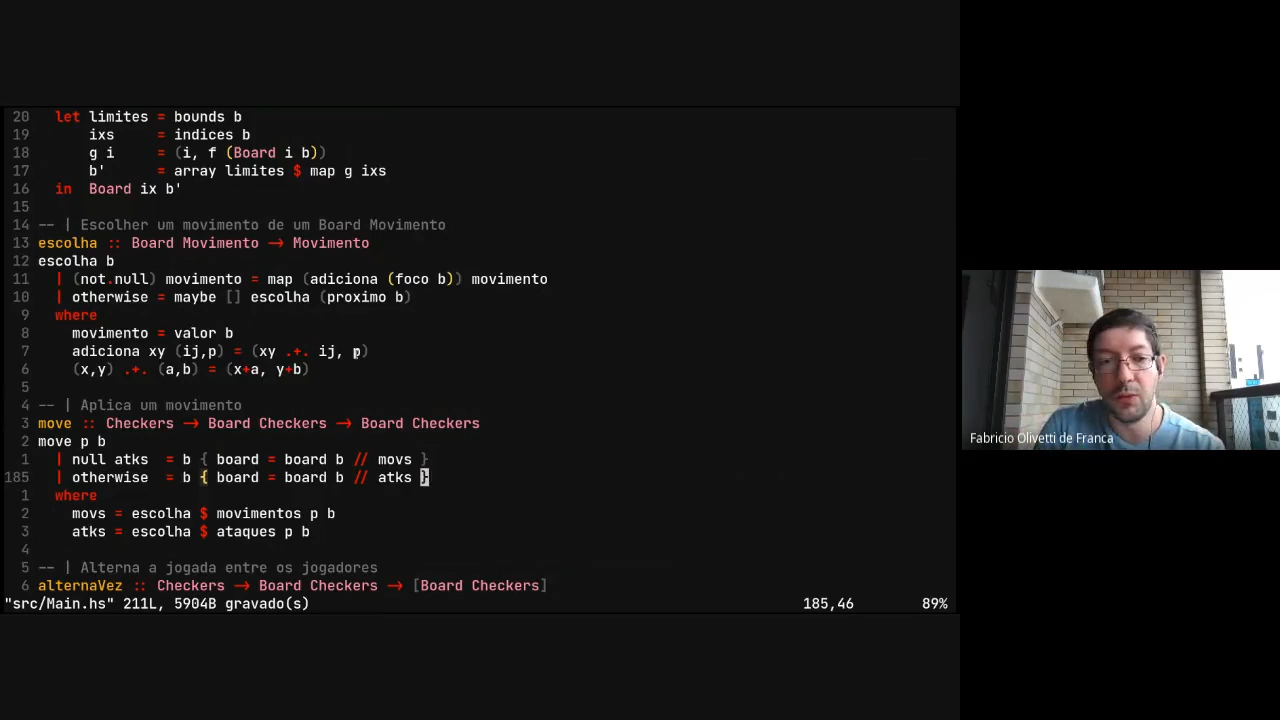 20 let limites = bounds b
19 ixs = indices b
18 g i = (i, f (Board i b))
17 b' = array limites $ map g ixs
16 in Board ix b'
15
14 -- | Escolher um movimento de um Board Movimento
13 escolha :: Board Movimento → Movimento
12 escolha b
11 | (not.null) movimento = map (adiciona (foco b)) movimento
10 | otherwise = maybe [] escolha (proximo b)
9 where
8 movimento = valor b
7 adiciona xy (ij,p) = (xy .+. ij, p)
6 (x,y) .+. (a,b) = (x+a, y+b)
5
4 -- | Aplica um movimento
3 move :: Checkers → Board Checkers → Board Checkers
2 move p b
1 | null atks = b { board = board b // movs }
185 | otherwise = b { board = board b // atks }
1 where
2 movs = escolha $ movimentos p b
3 atks = escolha $ ataques p b
4
5 -- | Alterna a jogada entre os jogadores
6 alternaVez :: Checkers → Board Checkers → [Board Checkers]
"src/Main.hs" 211L, 5904B gravado(s) 185,46 89%
Fabricio Olivetti de Franca